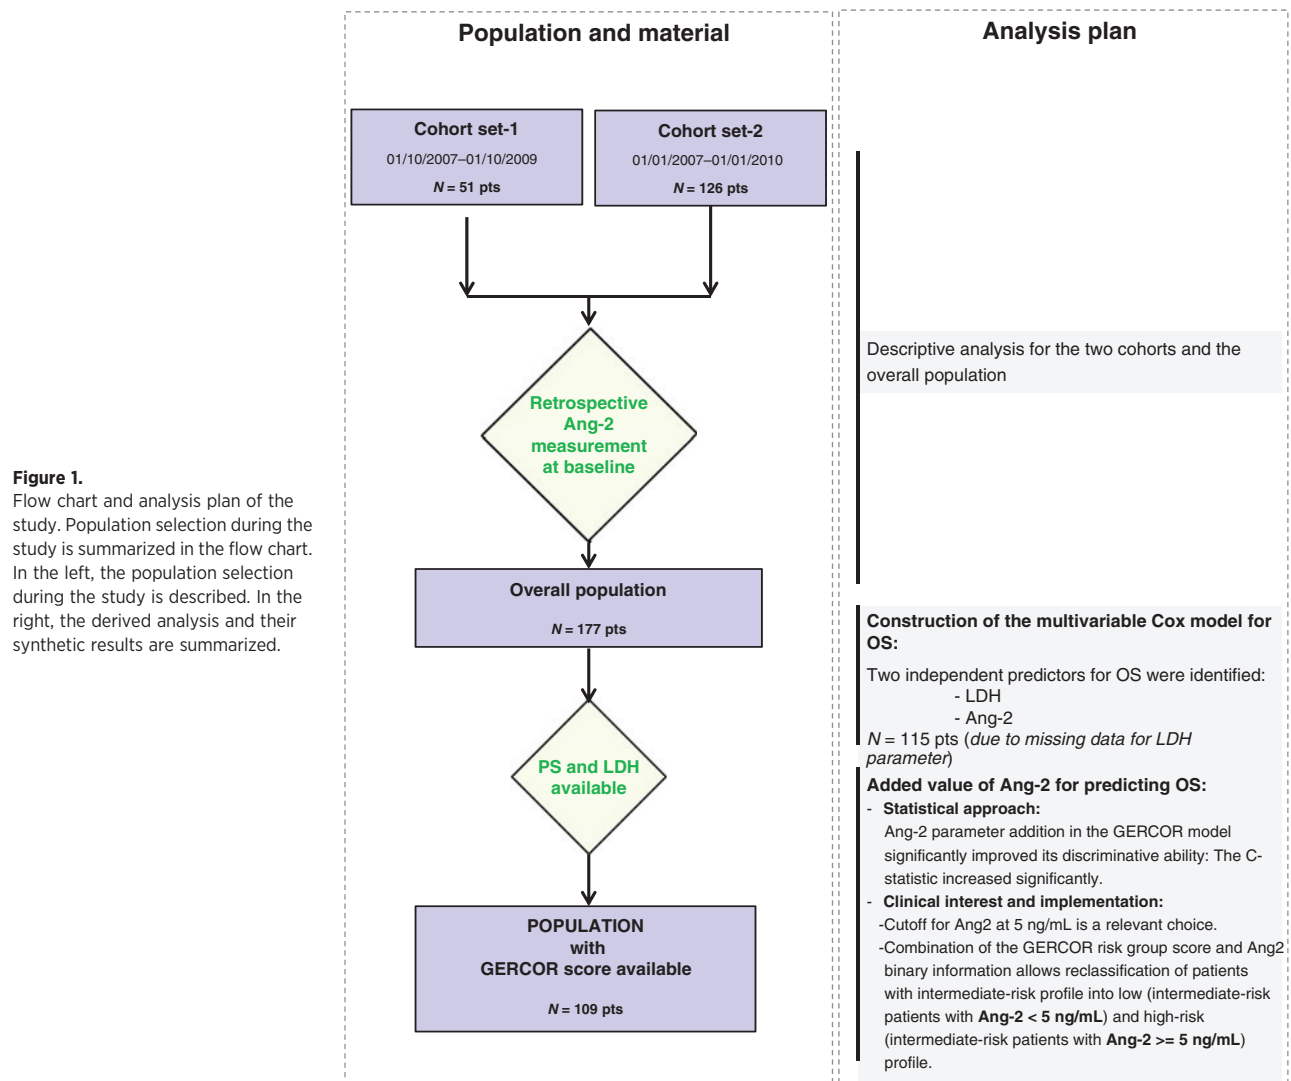 Population and material
Cohort set-1
01/10/2007–01/10/2009
N = 51 pts
Cohort set-2
01/01/2007–01/01/2010
N = 126 pts
Retrospective
Ang-2
measurement
at baseline
Overall population
N = 177 pts
PS and LDH
available
POPULATION
with
GERCOR score available
N = 109 pts
Analysis plan
Descriptive analysis for the two cohorts and the
overall population
Construction of the multivariable Cox model for
OS:
Two independent predictors for OS were identified:
- LDH
- Ang-2
N = 115 pts (due to missing data for LDH
parameter)
Added value of Ang-2 for predicting OS:
- Statistical approach:
Ang-2 parameter addition in the GERCOR model
significantly improved its discriminative ability: The C-
statistic increased significantly.
- Clinical interest and implementation:
-Cutoff for Ang2 at 5 ng/mL is a relevant choice.
-Combination of the GERCOR risk group score and Ang2
binary information allows reclassification of patients
with intermediate-risk profile into low (intermediate-risk
patients with Ang-2 < 5 ng/mL) and high-risk
(intermediate-risk patients with Ang-2 >= 5 ng/mL)
profile.
Figure 1.
Flow chart and analysis plan of the
study. Population selection during the
study is summarized in the flow chart.
In the left, the population selection
during the study is described. In the
right, the derived analysis and their
synthetic results are summarized.